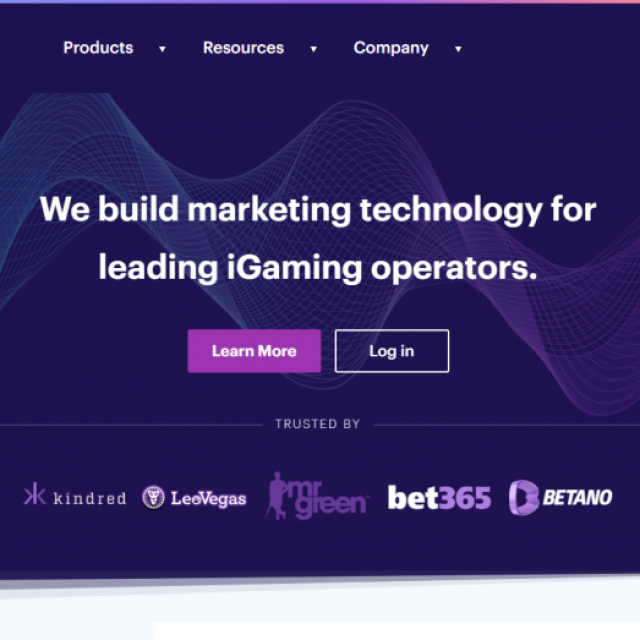 Products ▾ Resources ▾ Company ▾
We build marketing technology for
leading iGaming operators.
Learn More Log in
TRUSTED BY
kindred LeoVegas mr green bet365 BETANO